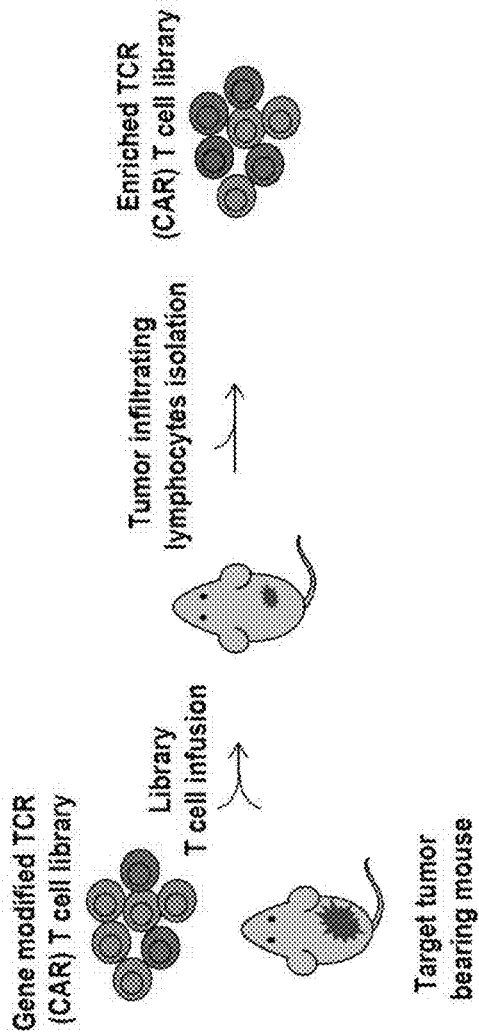 Gene modified TCR
(CAR) T cell library
Target tumor
bearing mouse
Library
T cell infusion
Tumor infiltrating
lymphocytes isolation
Enriched TCR
(CAR) T cell library